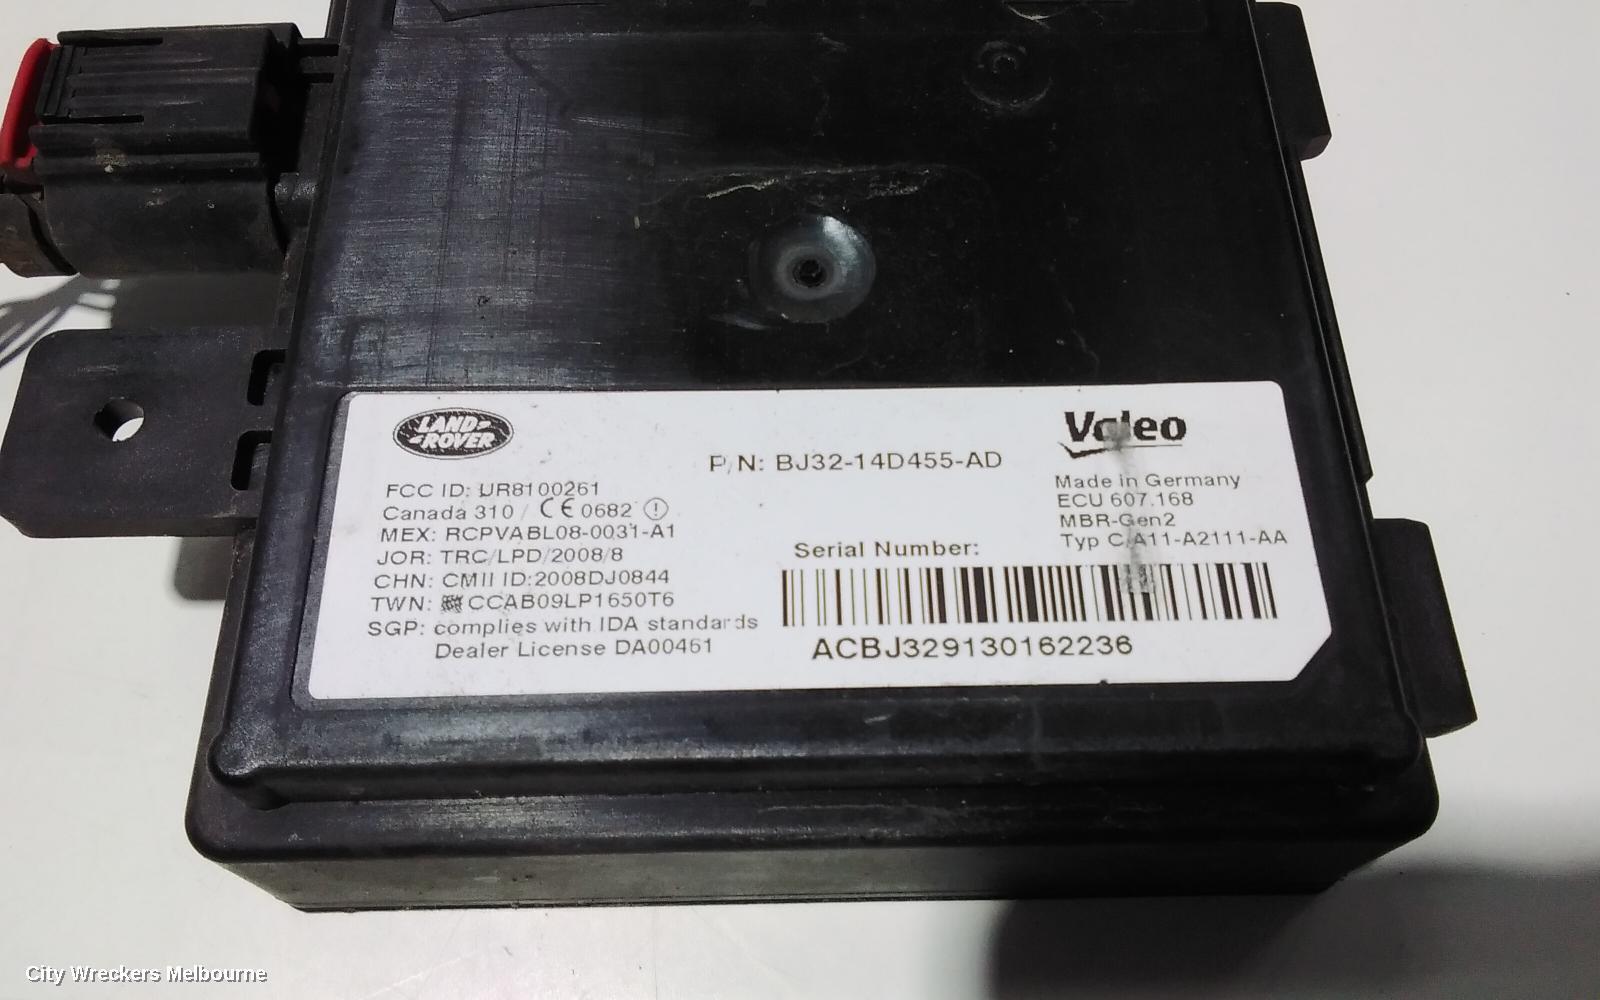 LAND-
-ROVER
Valeo
P/N: BJ32-14D455-AD
FCC ID: UR8100261
Canada 310 / CE 0682
MEX: RCPVABL08-0031-A1
JOR: TRC/LPD/2008/8
CHN: CMII ID:2008DJ0844
TWN: CCAB09LP1650T6
SGP: complies with IDA standards
Dealer License DA00461
Made in Germany
ECU 607.168
MBR-Gen2
Typ C/A11-A2111-AA
Serial Number:
ACBJ329130162236
City Wreckers Melbourne